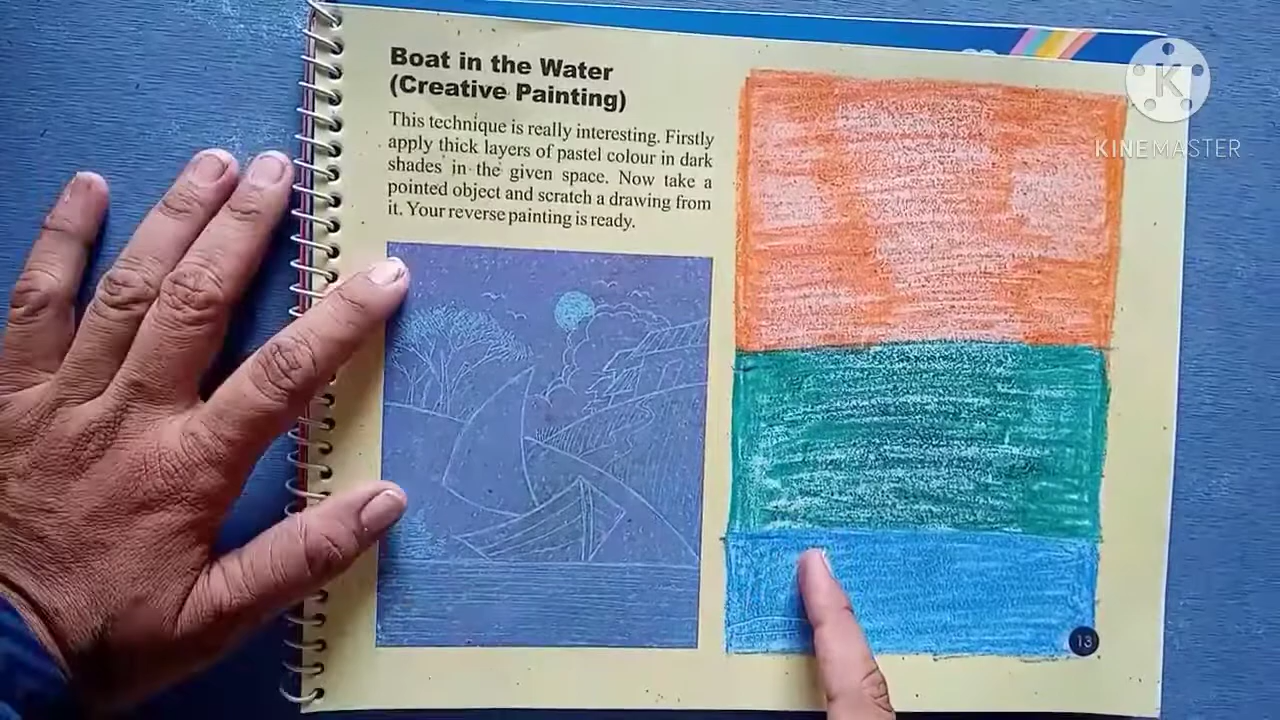 Boat in the Water
(Creative Painting)
This technique is really interesting. Firstly
apply thick layers of pastel colour in dark
shades in the given space. Now take a
pointed object and scratch a drawing from
it. Your reverse painting is ready.
K
KINEMASTER
13